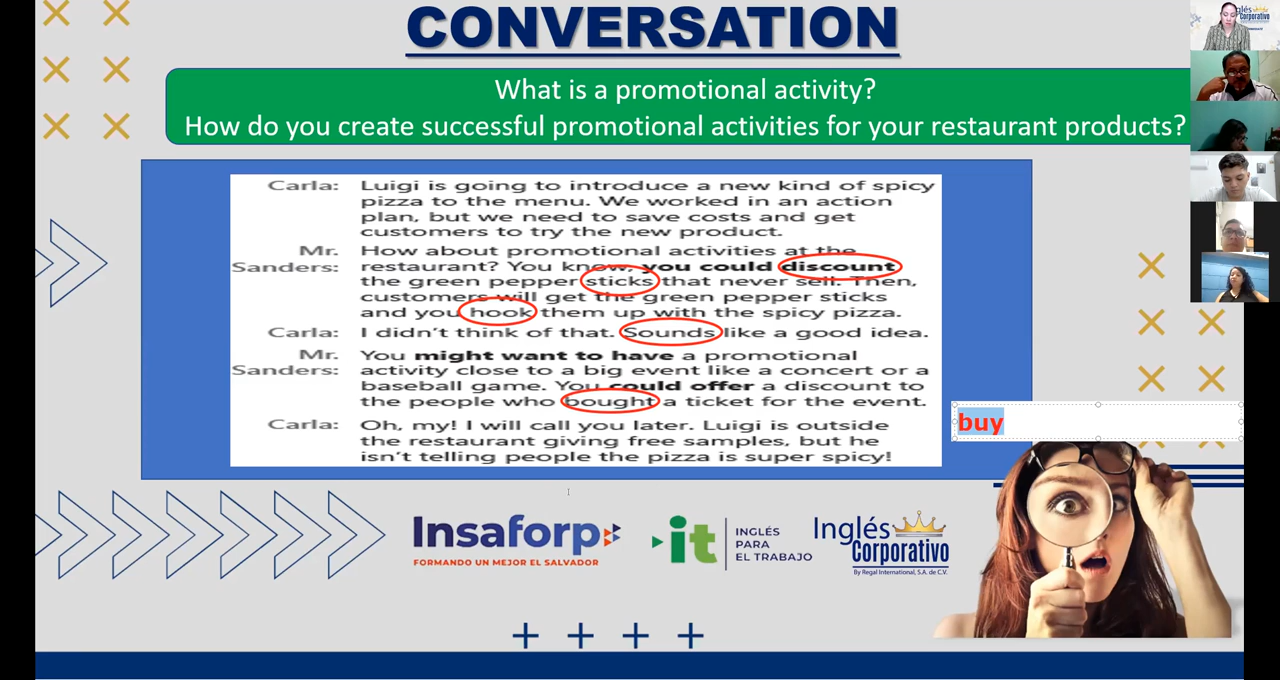 CONVERSATION
What is a promotional activity?
How do you create successful promotional activities for your restaurant products?
Carla: Luigi is going to introduce a new kind of spicy
pizza to the menu. We worked in an action
plan, but we need to save costs and get
customers to try the new product.
Mr. How about promotional activities at the
Sanders: restaurant? You know, you could discount
the green pepper sticks that never sell. Then,
customers will get the green pepper sticks
and you hook them up with the spicy pizza.
Carla: I didn't think of that. Sounds like a good idea.
Mr. You might want to have a promotional
Sanders: activity close to a big event like a concert or a
baseball game. You could offer a discount to
the people who bought a ticket for the event.
Carla: Oh, my! I will call you later. Luigi is outside
the restaurant giving free samples, but he
isn't telling people the pizza is super spicy!
buy
Insaforp
FORMANDO UN MEJOR EL SALVADOR
it
INGLÉS
PARA
EL TRABAJO
Inglés
Corporativo
By Regal International, S.A. de C.V.